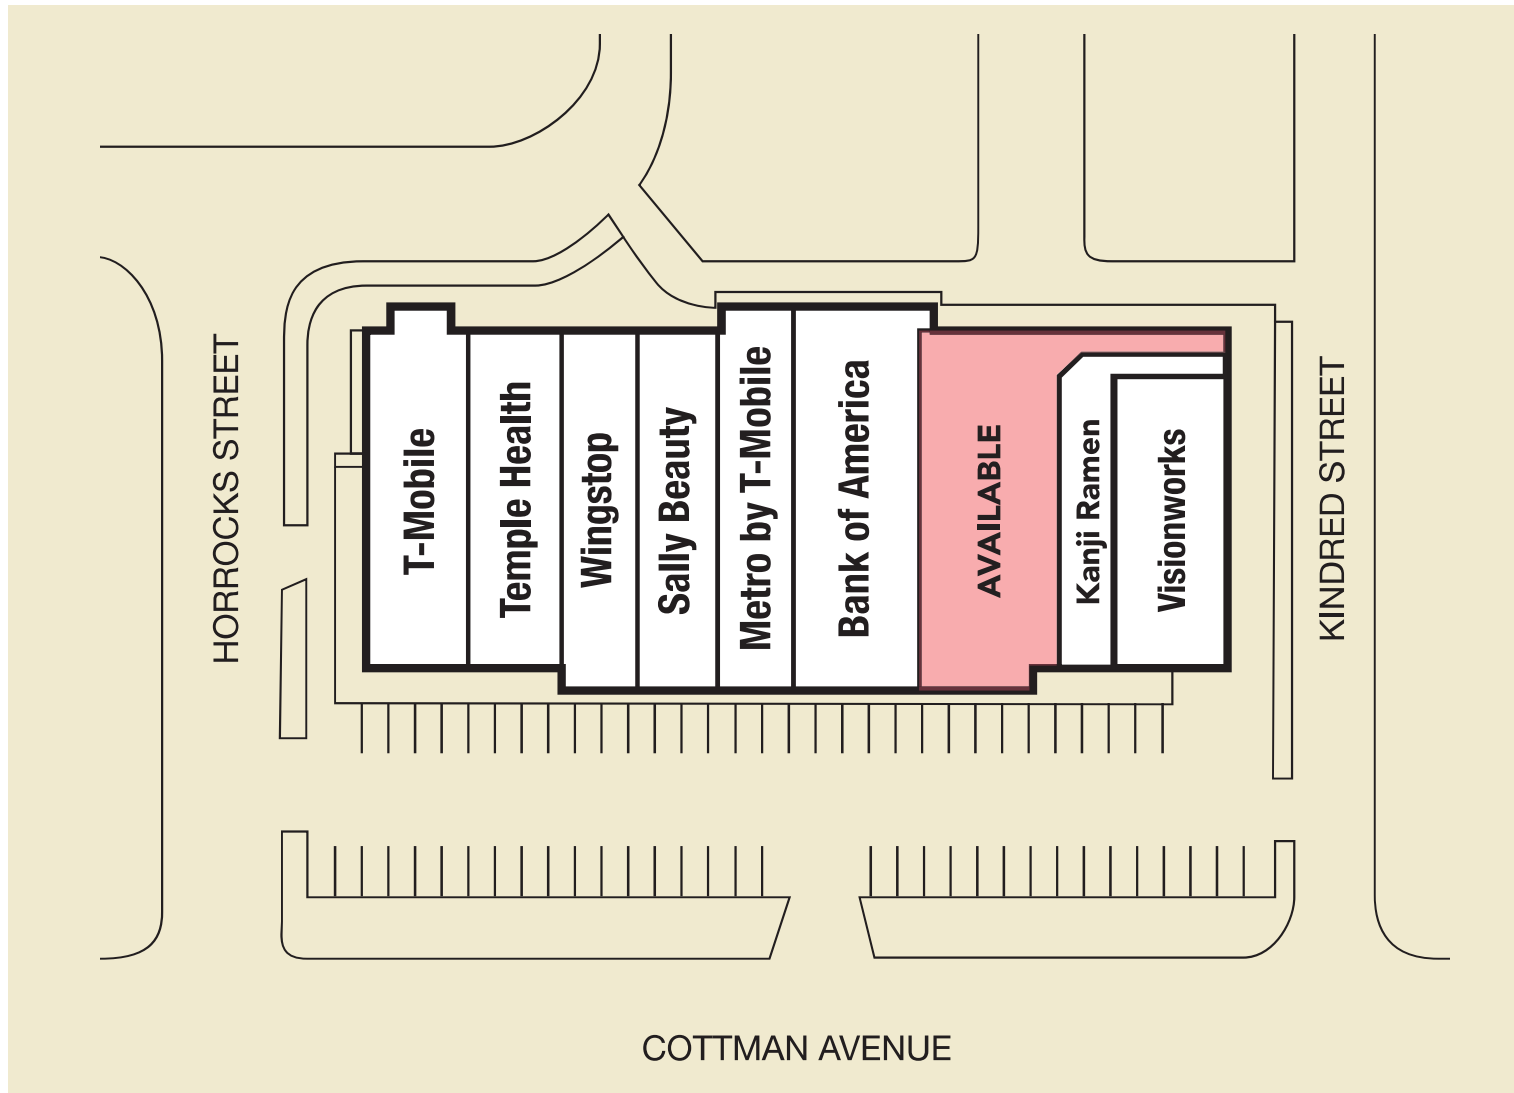 HORROCKS STREET
T-Mobile
Temple Health
Wingstop
Sally Beauty
Metro by T-Mobile
Bank of America
AVAILABLE
Kanji Ramen
Visionworks
KINDRED STREET
COTTMAN AVENUE